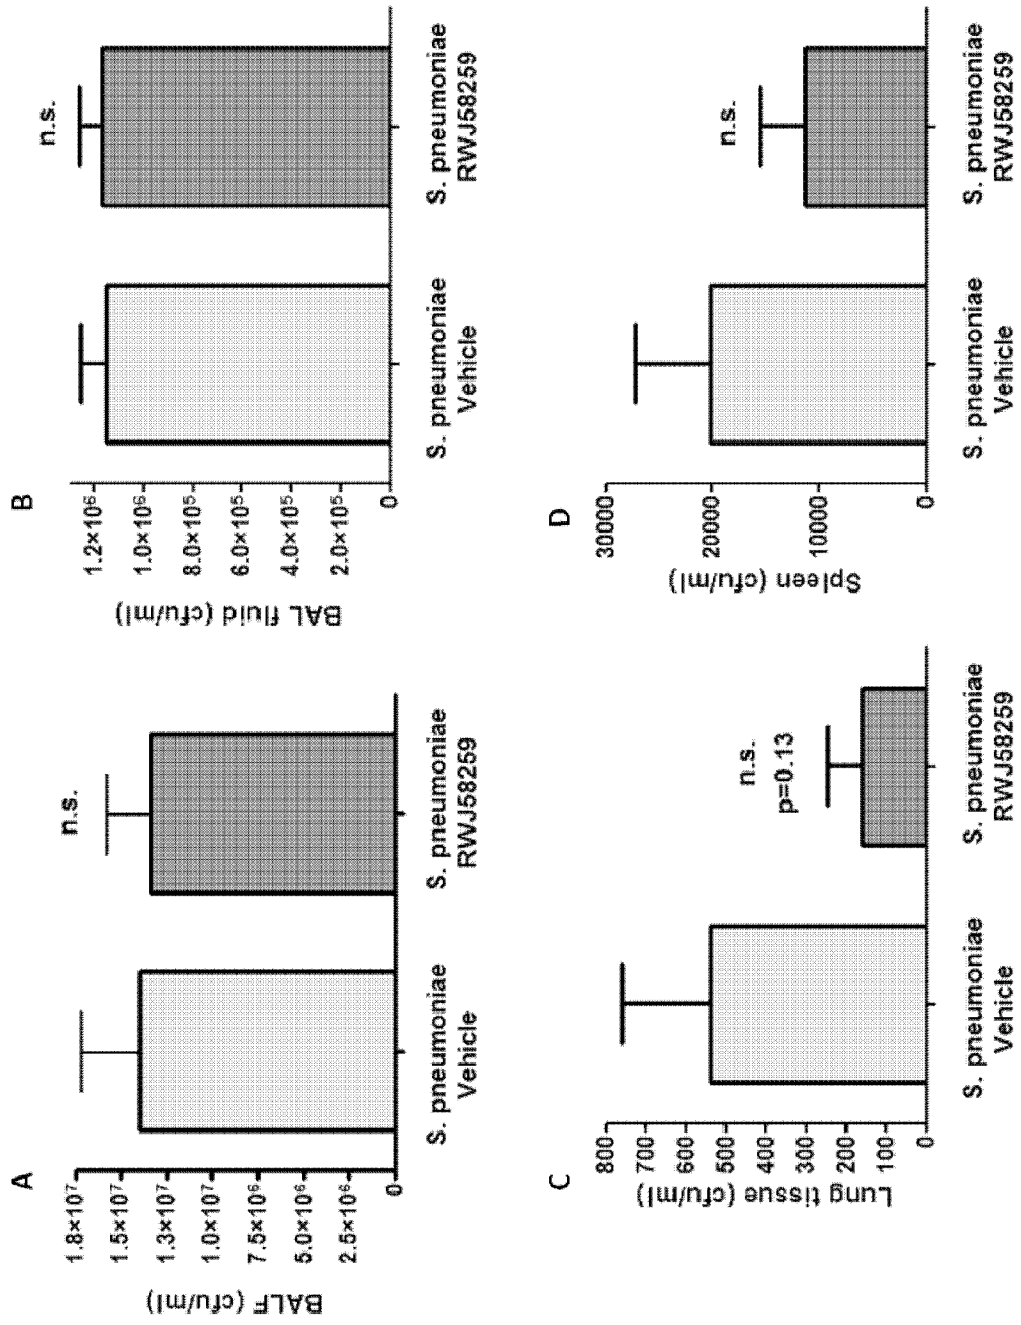 A
BALF (cfu/ml)
1.8×10⁷
1.5×10⁷
1.3×10⁷
1.0×10⁷
7.5×10⁶
5.0×10⁶
2.5×10⁶
0
n.s.
S. pneumoniae
Vehicle
S. pneumoniae
RWJ58259
B
BAL fluid (cfu/ml)
1.2×10⁶
1.0×10⁶
8.0×10⁵
6.0×10⁵
4.0×10⁵
2.0×10⁵
0
n.s.
S. pneumoniae
Vehicle
S. pneumoniae
RWJ58259
C
Lung tissue (cfu/ml)
800
700
600
500
400
300
200
100
0
n.s.
p=0.13
S. pneumoniae
Vehicle
S. pneumoniae
RWJ58259
D
Spleen (cfu/ml)
30000
20000
10000
0
n.s.
S. pneumoniae
Vehicle
S. pneumoniae
RWJ58259